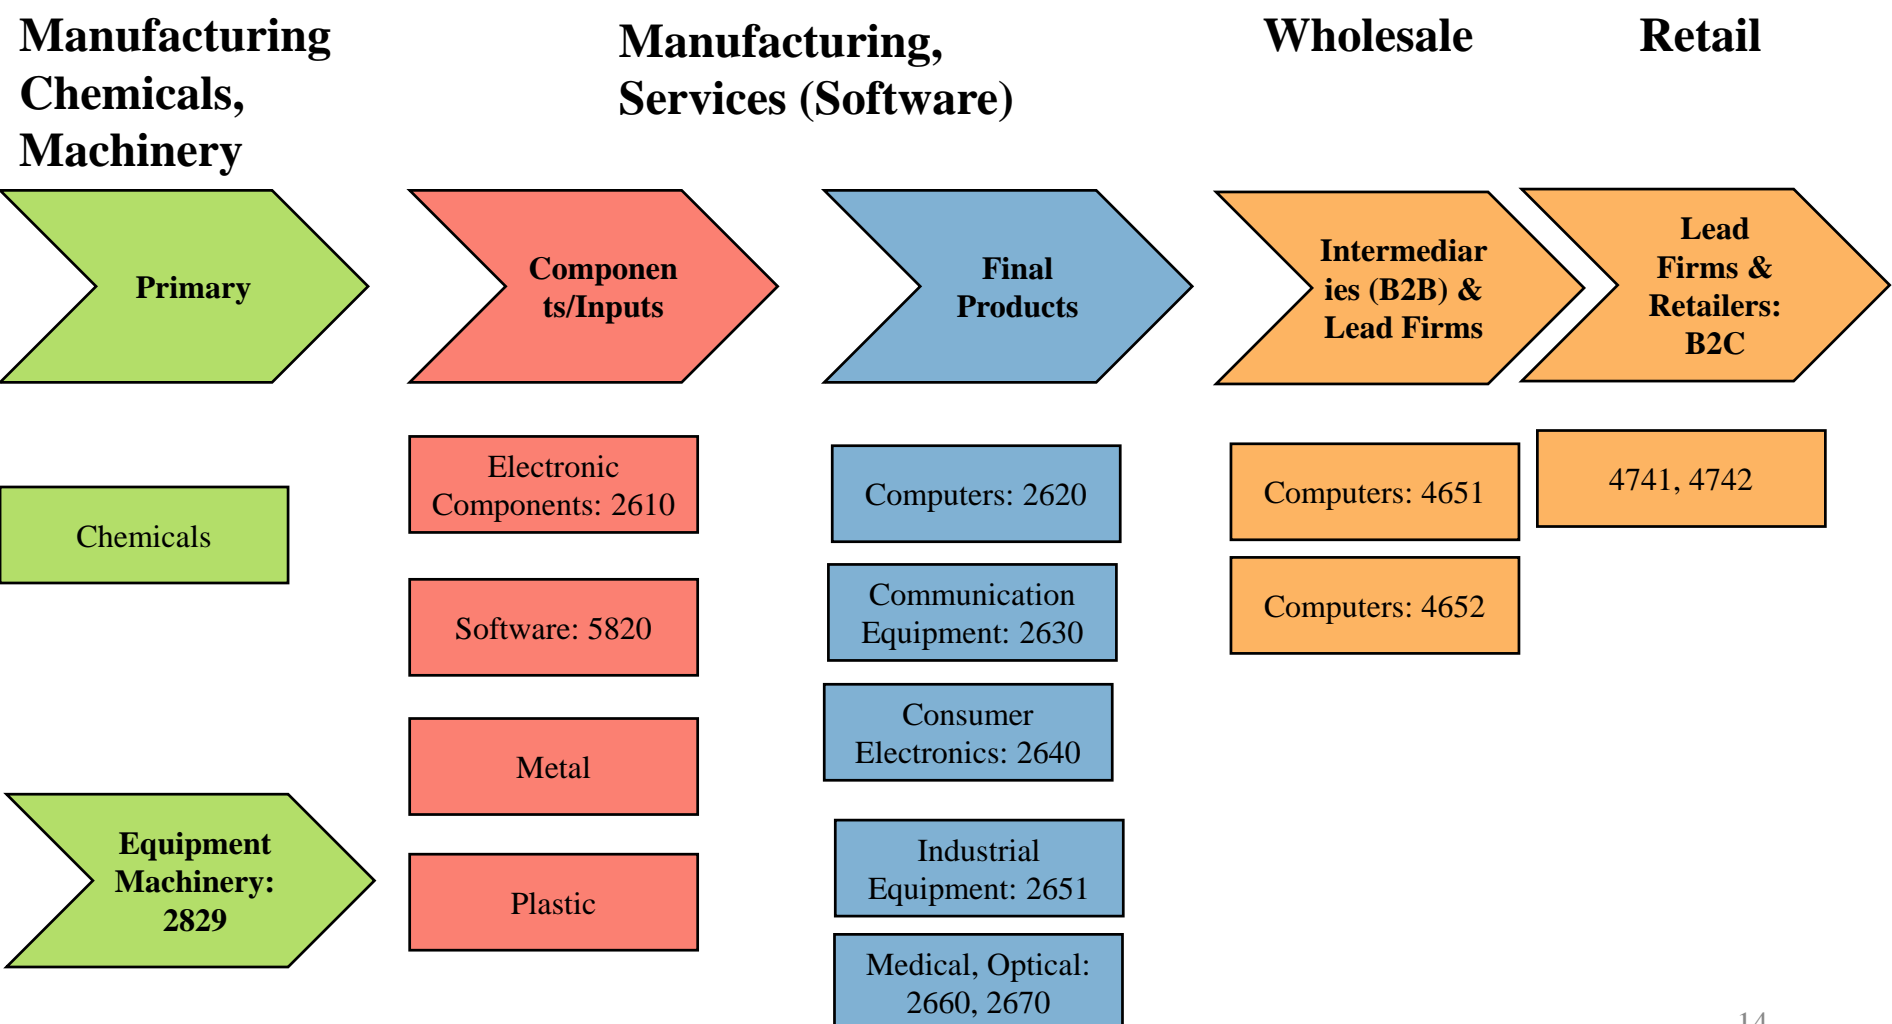 Manufacturing
Chemicals,
Machinery
Manufacturing,
Services (Software)
Wholesale
Retail
Primary
Componen
ts/Inputs
Final
Products
Intermediar
ies (B2B) &
Lead Firms
Lead
Firms &
Retailers:
B2C
Chemicals
Equipment
Machinery:
2829
Electronic
Components: 2610
Software: 5820
Metal
Plastic
Computers: 2620
Communication
Equipment: 2630
Consumer
Electronics: 2640
Industrial
Equipment: 2651
Medical, Optical:
2660, 2670
Computers: 4651
Computers: 4652
4741, 4742
14